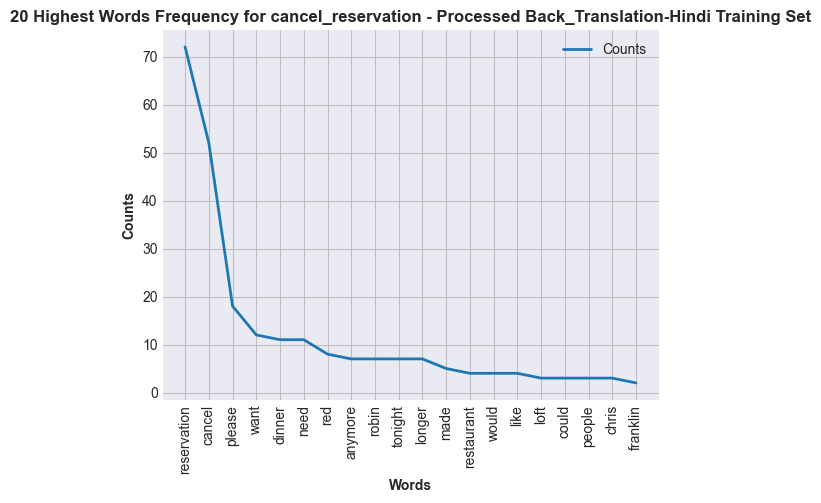 20 Highest Words Frequency for cancel_reservation - Processed Back_Translation-Hindi Training Set
Counts
70
60
50
40
30
20
10
0
Counts
reservation
cancel
please
want
dinner
need
red
anymore
robin
tonight
longer
made
restaurant
would
like
loft
could
people
chris
franklin
Words